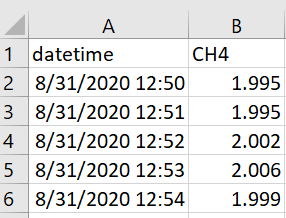 A B
1 datetime CH4
2 8/31/2020 12:50 1.995
3 8/31/2020 12:51 1.995
4 8/31/2020 12:52 2.002
5 8/31/2020 12:53 2.006
6 8/31/2020 12:54 1.999